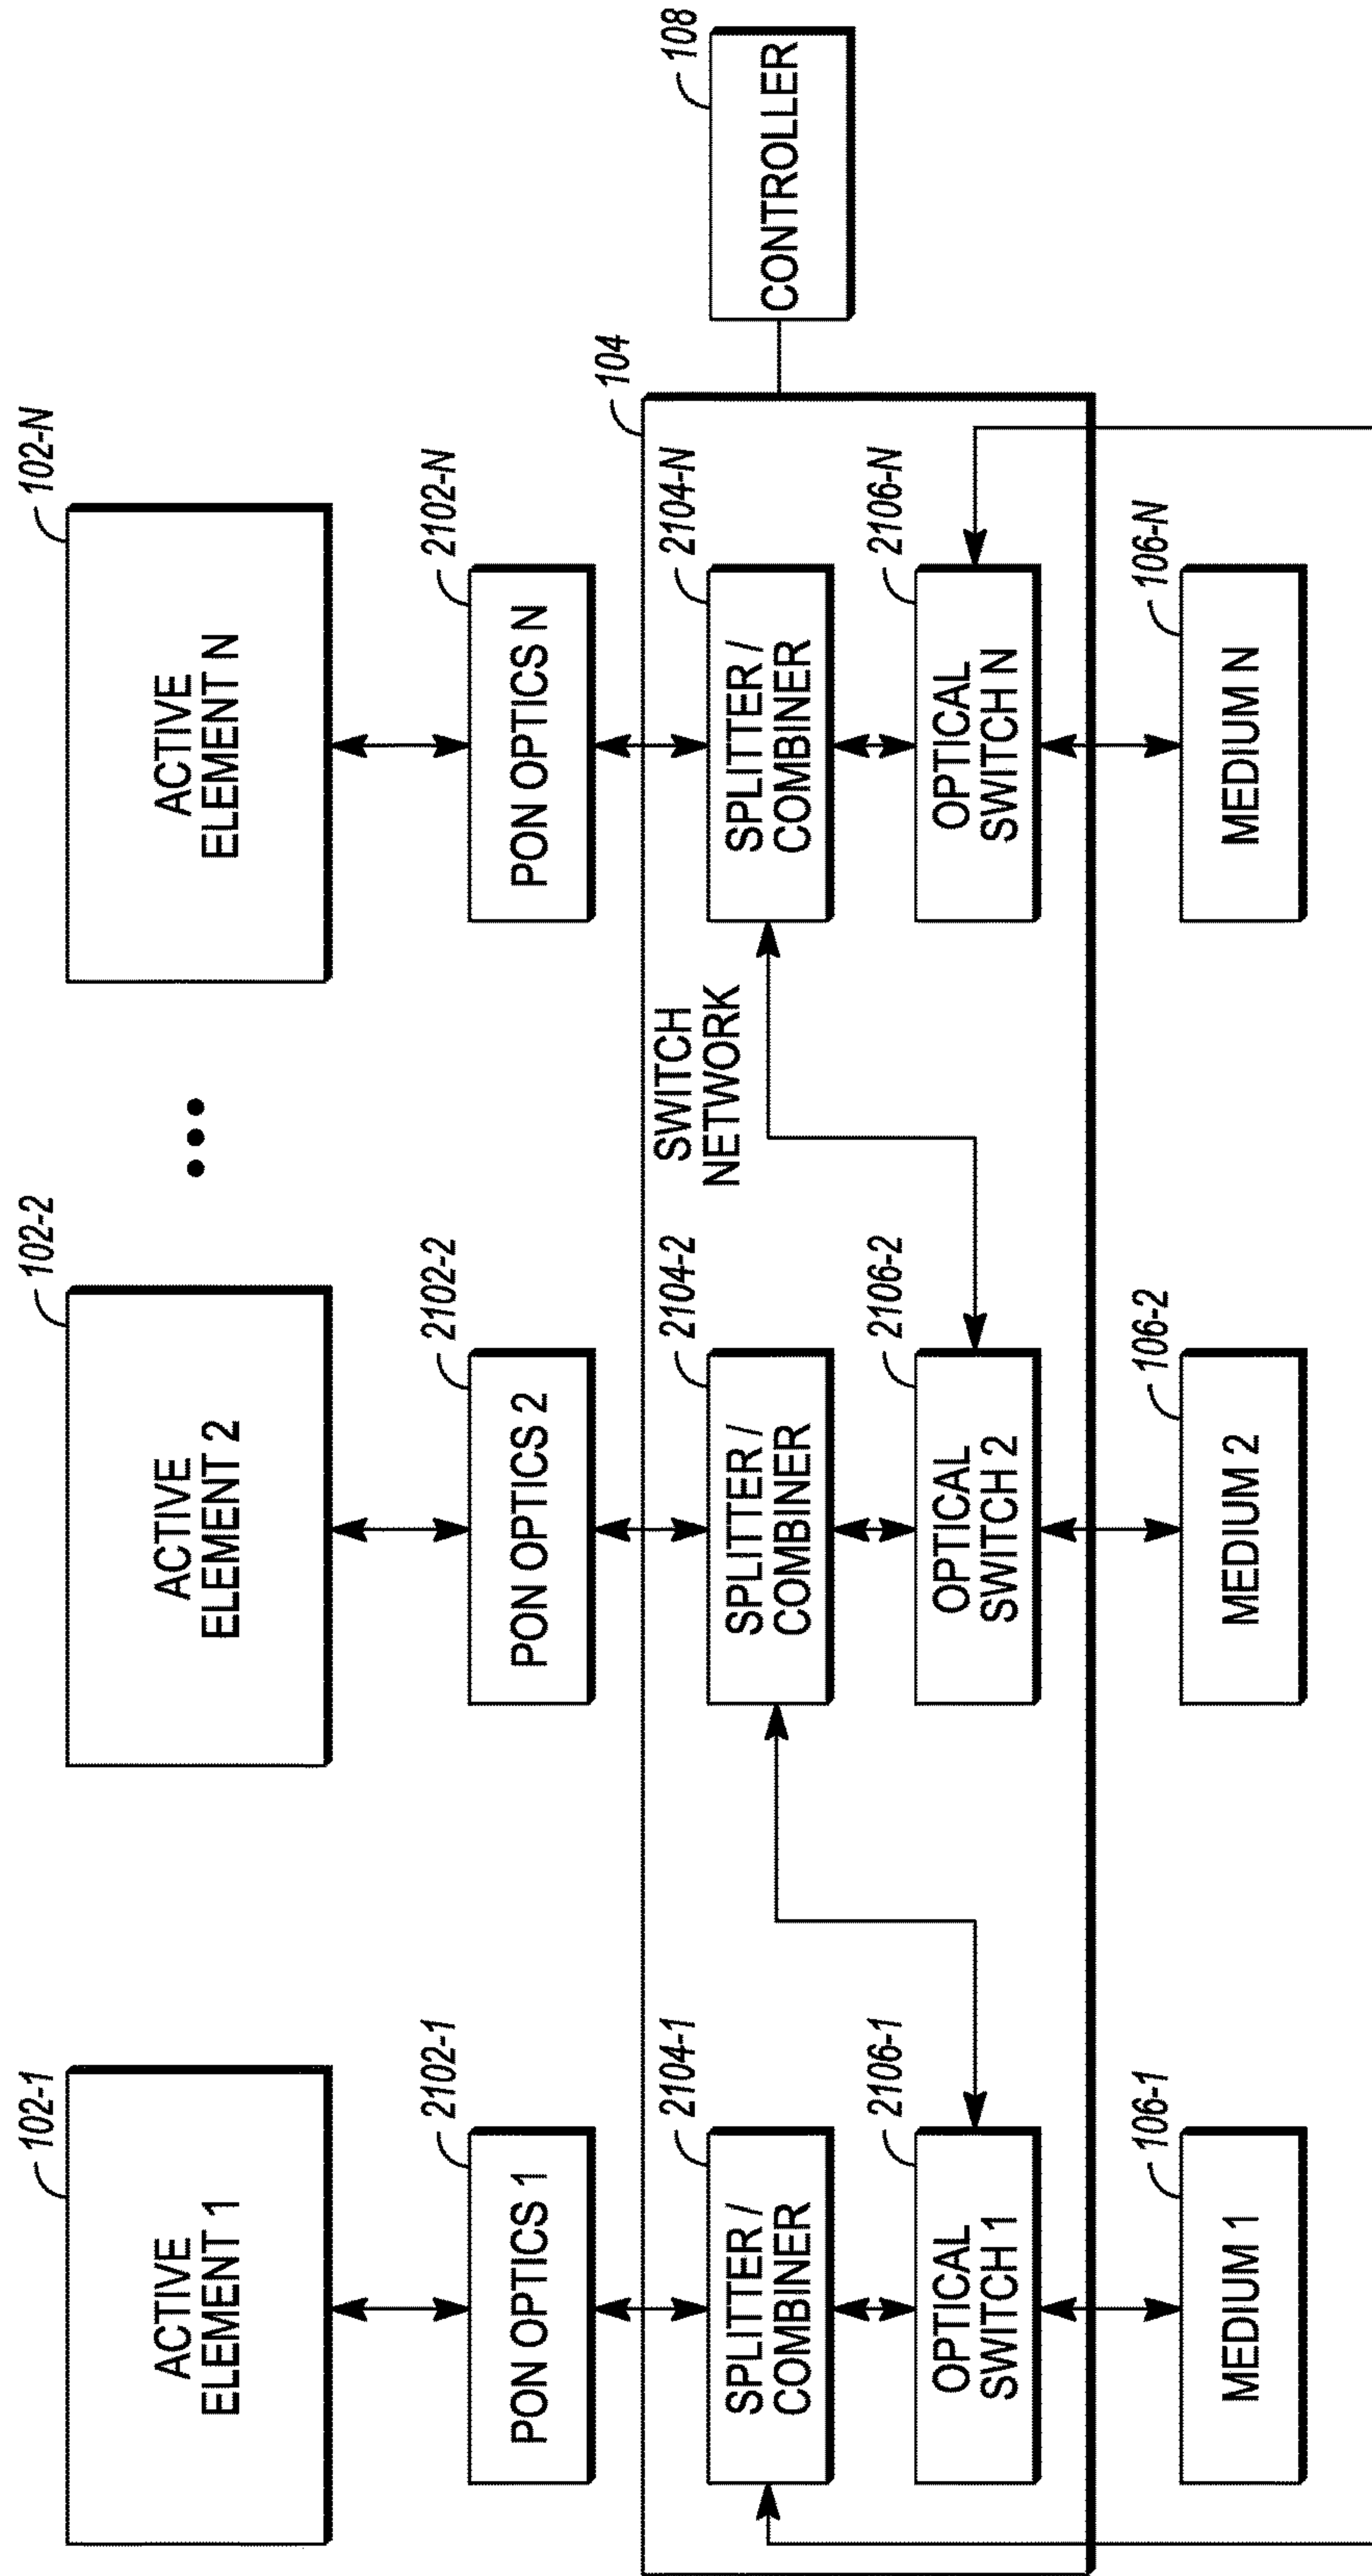 102-1
ACTIVE
ELEMENT 1
102-2
ACTIVE
ELEMENT 2
102-N
ACTIVE
ELEMENT N
2102-1
PON OPTICS 1
2102-2
PON OPTICS 2
2102-N
PON OPTICS N
104
SWITCH
NETWORK
108
CONTROLLER
2104-1
SPLITTER /
COMBINER
2104-2
SPLITTER /
COMBINER
2104-N
SPLITTER /
COMBINER
2106-1
OPTICAL
SWITCH 1
2106-2
OPTICAL
SWITCH 2
2106-N
OPTICAL
SWITCH N
106-1
MEDIUM 1
106-2
MEDIUM 2
106-N
MEDIUM N